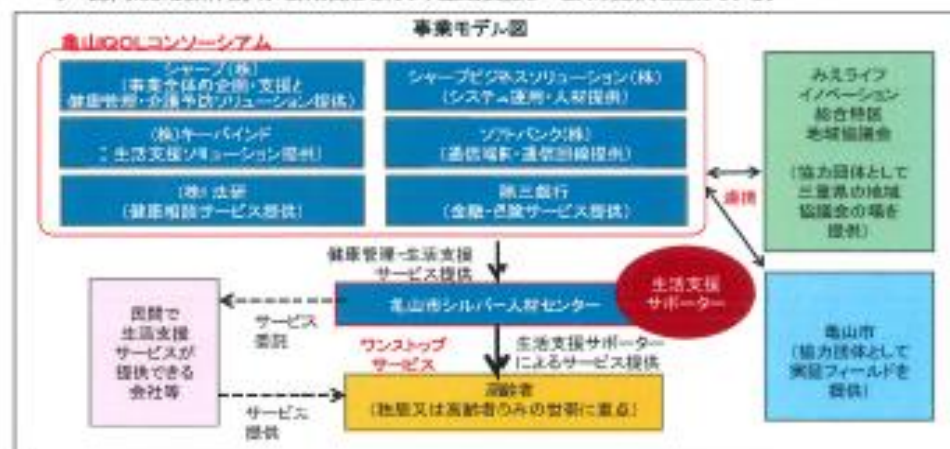 事業モデル図
亀山QOLコンソーシアム
シャープ(株)
(事業全体の企画・支援と
健康管理・介護予防ソリューション提供)
シャープビジネスソリューション(株)
(システム運用・人材提供)
(株)キーバインド
生活支援ソリューション提供)
ソフトバンク(株)
(通信端末・通信回線提供)
(株)法研
(健康相談サービス提供)
第三銀行
(金融・保険サービス提供)
みえライフ
イノベーション
総合特区
地域協議会
(協力団体として
三重県の地域
協議会の場を
提供)
連携
健康管理・生活支援
サービス提供
生活支援
サポーター
亀山市シルバー人材センター
民間で
生活支援
サービスが
提供できる
会社等
サービス
委託
ワンストップ
サービス
生活支援サポーター
によるサービス提供
亀山市
(協力団体として
実証フィールドを
提供)
高齢者
(独居又は高齢者のみの世帯に重点)
サービス
提供